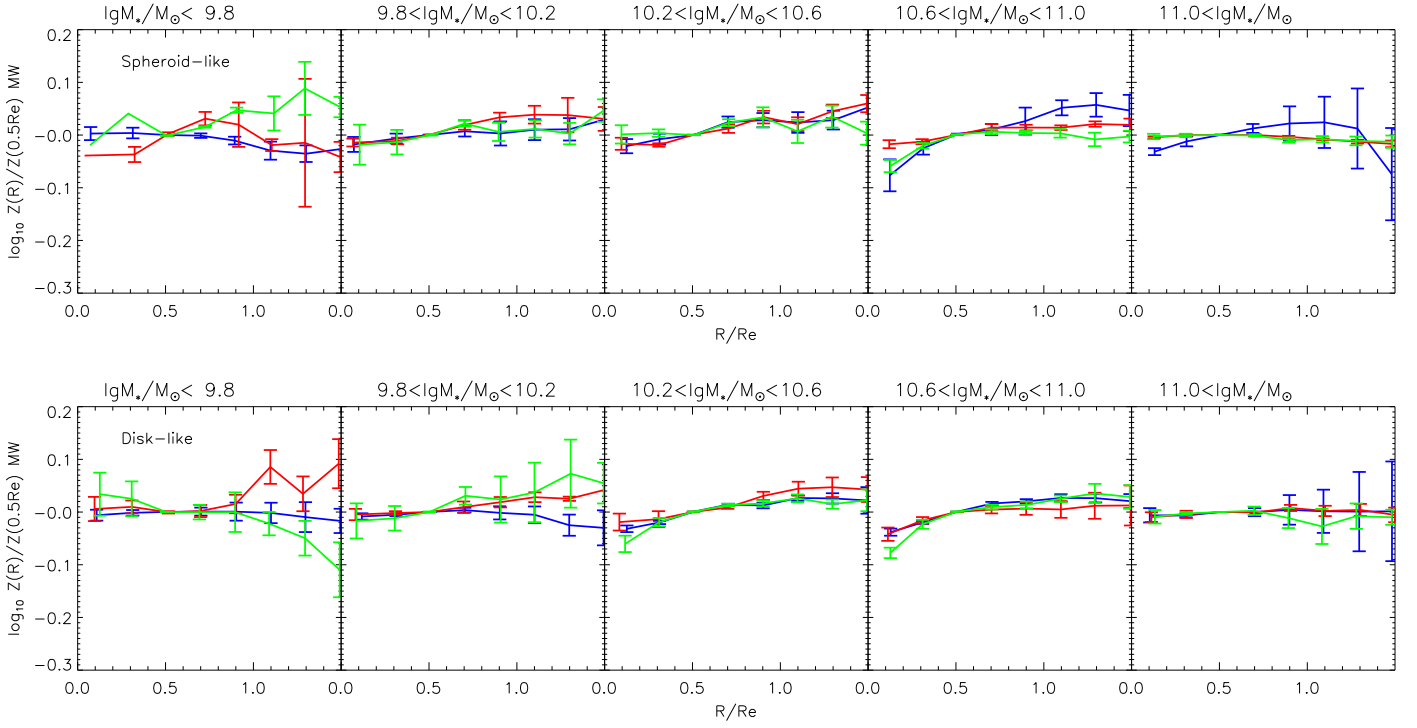 lgM*/M☉< 9.8
9.8<lgM*/M☉<10.2
10.2<lgM*/M☉<10.6
10.6<lgM*/M☉<11.0
11.0<lgM*/M☉
Spheroid-like
log₁₀ Z(R)/Z(0.5Re) MW
0.2
0.1
-0.0
-0.1
-0.2
-0.3
0.0 0.5 1.0 0.0 0.5 1.0 0.0 0.5 1.0 0.0 0.5 1.0 0.0 0.5 1.0
R/Re R/Re R/Re R/Re
lgM*/M☉< 9.8
9.8<lgM*/M☉<10.2
10.2<lgM*/M☉<10.6
10.6<lgM*/M☉<11.0
11.0<lgM*/M☉
Disk-like
log₁₀ Z(R)/Z(0.5Re) MW
0.2
0.1
-0.0
-0.1
-0.2
-0.3
0.0 0.5 1.0 0.0 0.5 1.0 0.0 0.5 1.0 0.0 0.5 1.0 0.0 0.5 1.0
R/Re R/Re R/Re R/Re